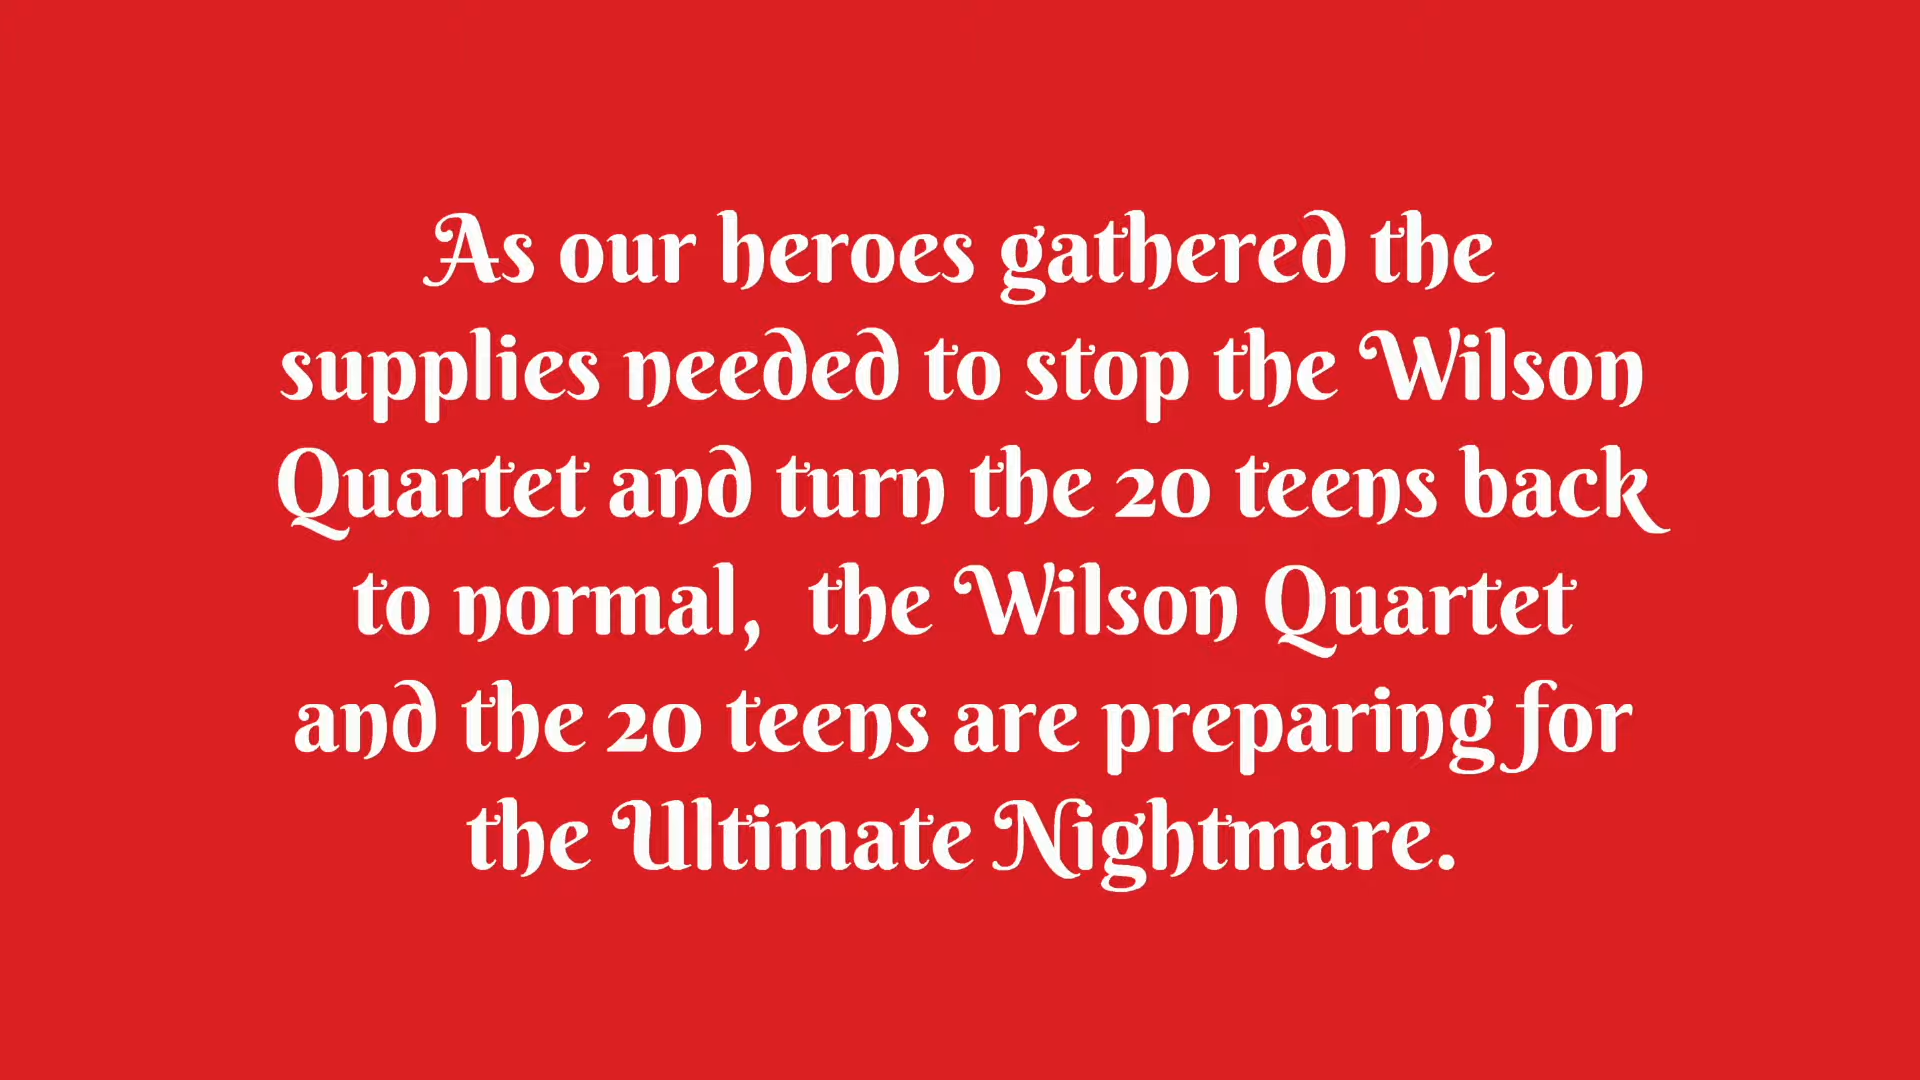 As our heroes gathered the
supplies needed to stop the Wilson
Quartet and turn the 20 teens back
to normal,  the Wilson Quartet
and the 20 teens are preparing for
the Ultimate Nightmare.